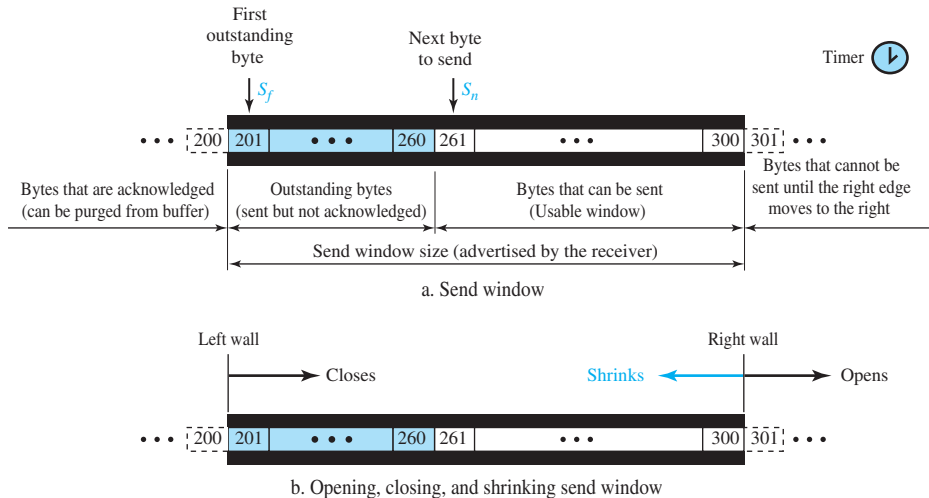 First
outstanding
byte
Next byte
to send
Timer
Sf
Sn
• • • 200 201 • • • 260 261 • • • 300 301 • • •
Bytes that are acknowledged
(can be purged from buffer)
Outstanding bytes
(sent but not acknowledged)
Bytes that can be sent
(Usable window)
Bytes that cannot be
sent until the right edge
moves to the right
Send window size (advertised by the receiver)
a. Send window
Left wall
Right wall
Closes
Shrinks
Opens
• • • 200 201 • • • 260 261 • • • 300 301 • • •
b. Opening, closing, and shrinking send window